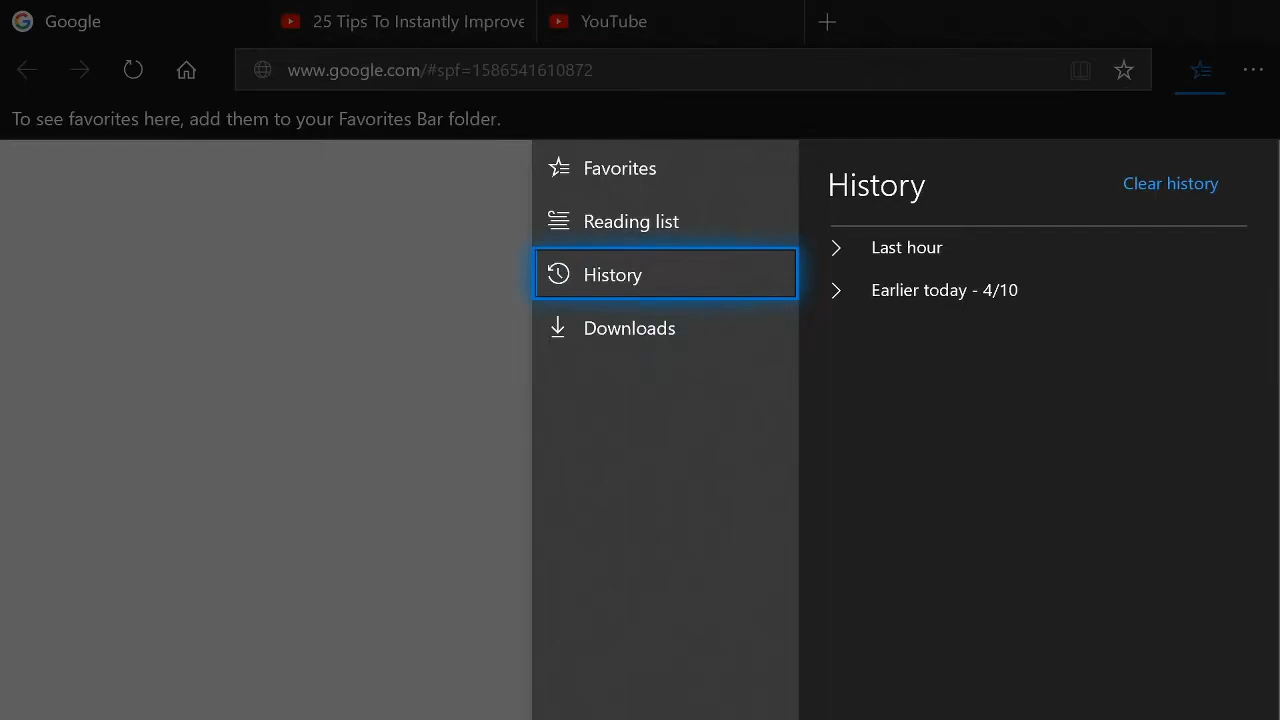 Google
25 Tips To Instantly Improve
YouTube
www.google.com/#spf=1586541610872
To see favorites here, add them to your Favorites Bar folder.
Favorites
Reading list
History
Downloads
History
Clear history
Last hour
Earlier today - 4/10